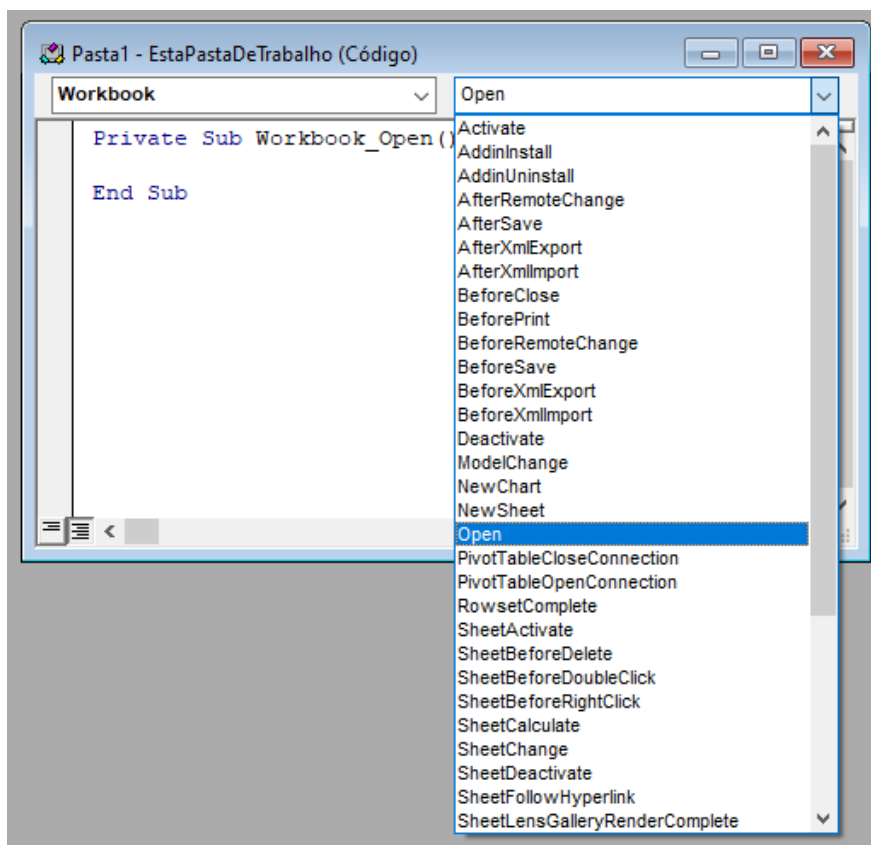 Pasta1 - EstaPastaDeTrabalho (Código)
Workbook
Open
Private Sub Workbook_Open()
End Sub
Activate
AddinInstall
AddinUninstall
AfterRemoteChange
AfterSave
AfterXmlExport
AfterXmlImport
BeforeClose
BeforePrint
BeforeRemoteChange
BeforeSave
BeforeXmlExport
BeforeXmlImport
Deactivate
ModelChange
NewChart
NewSheet
Open
PivotTableCloseConnection
PivotTableOpenConnection
RowsetComplete
SheetActivate
SheetBeforeDelete
SheetBeforeDoubleClick
SheetBeforeRightClick
SheetCalculate
SheetChange
SheetDeactivate
SheetFollowHyperlink
SheetLensGalleryRenderComplete